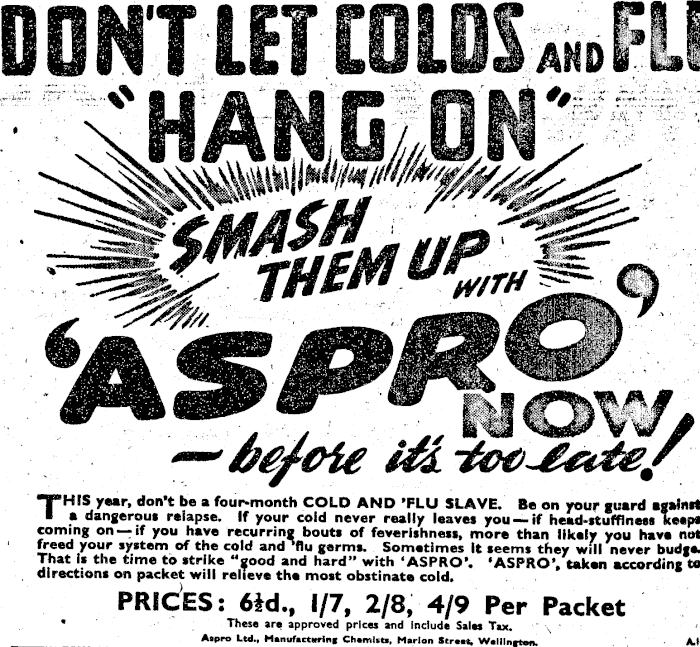 DON'T LET COLDS AND FLU
"HANG ON"
SMASH
THEM UP
WITH
'ASPRO'
NOW
— before it's too late!
THIS year, don't be a four-month COLD AND 'FLU SLAVE. Be on your guard against
a dangerous relapse. If your cold never really leaves you—if head-stuffiness keeps
coming on—if you have recurring bouts of feverishness, more than likely you have not
freed your system of the cold and 'flu germs. Sometimes it seems they will never budge.
That is the time to strike "good and hard" with 'ASPRO'. 'ASPRO', taken according to
directions on packet will relieve the most obstinate cold.
PRICES: 6½d., 1/7, 2/8, 4/9 Per Packet
These are approved prices and include Sales Tax.
Aspro Ltd., Manufacturing Chemists, Marion Street, Wellington.